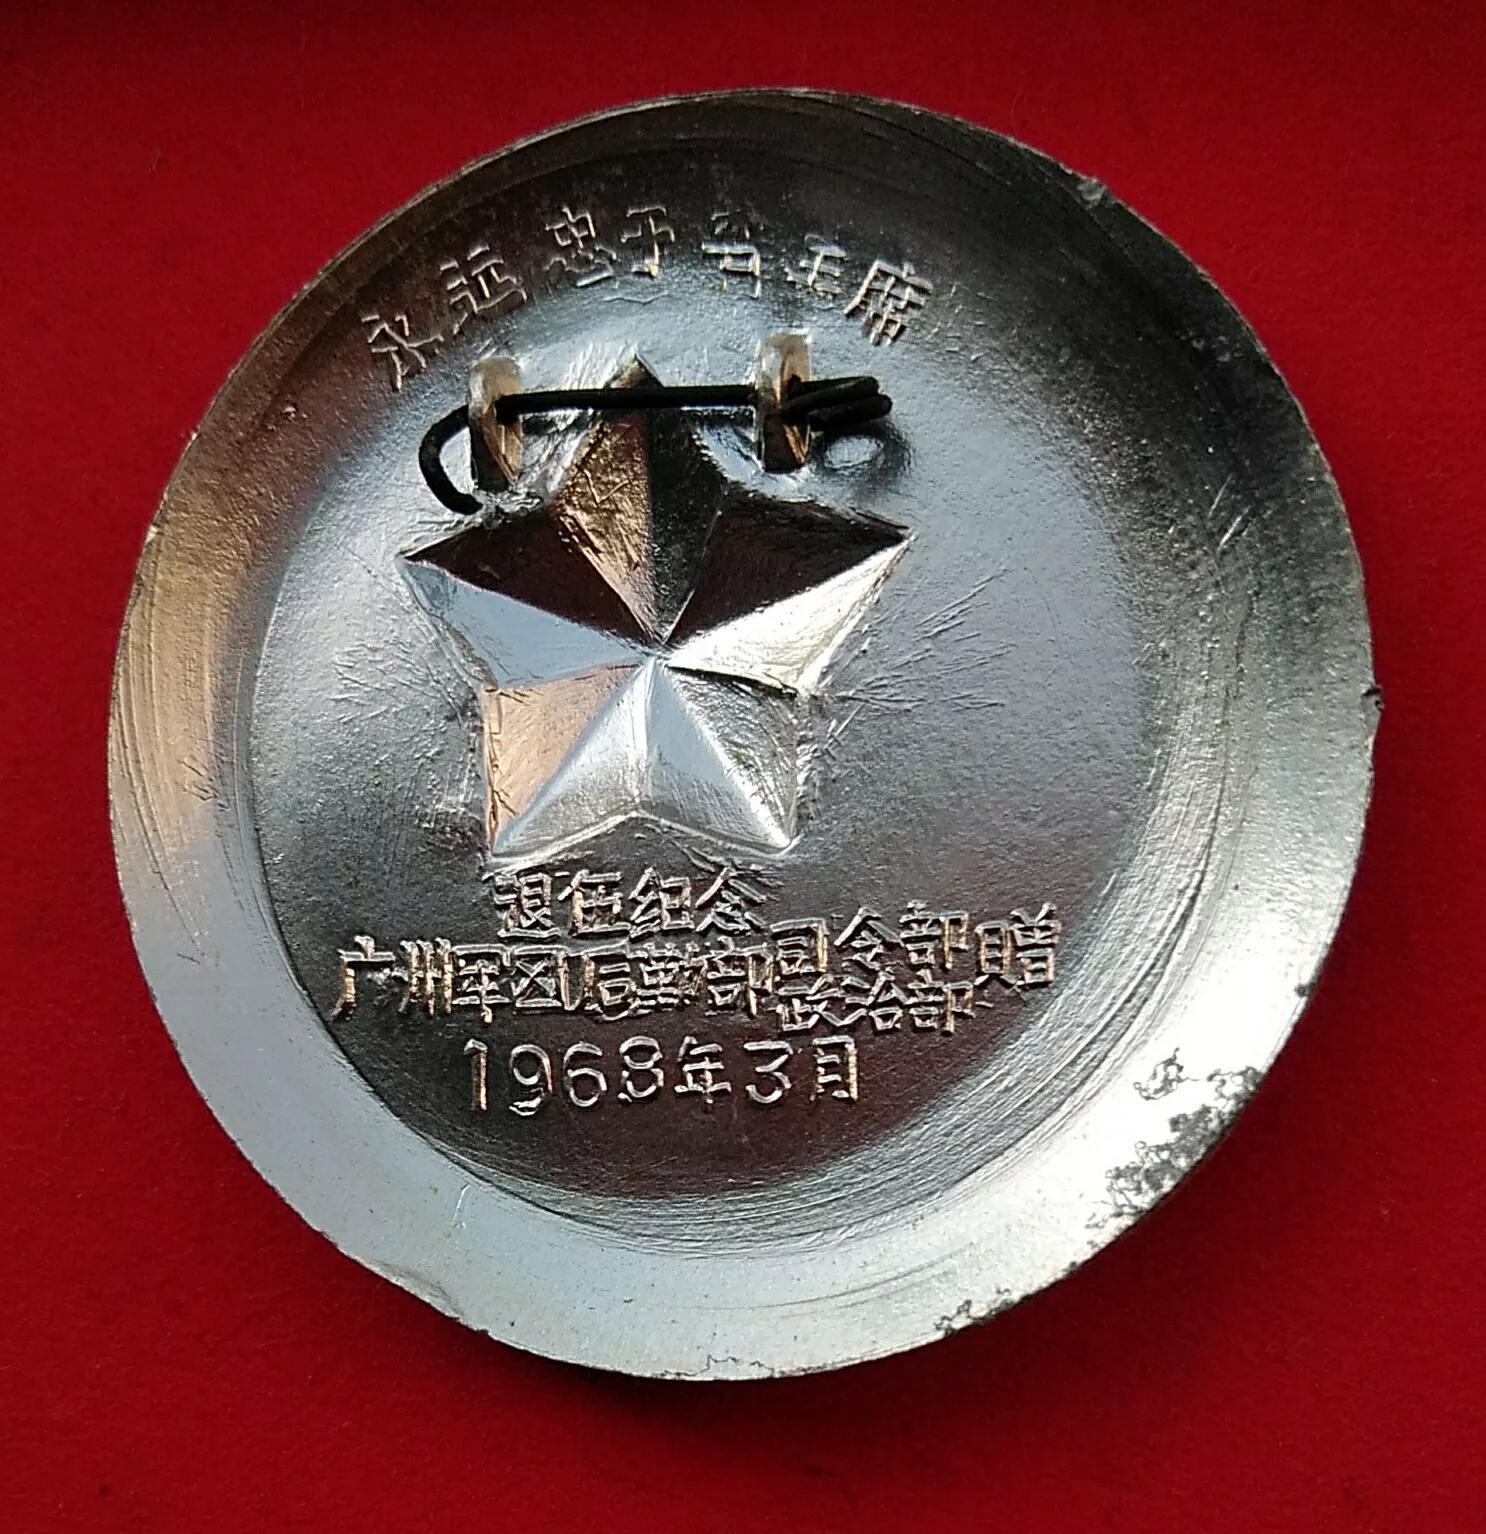 永远忠于毛主席
退伍纪念
广州军区后勤部司令部政治部赠
1968年3月